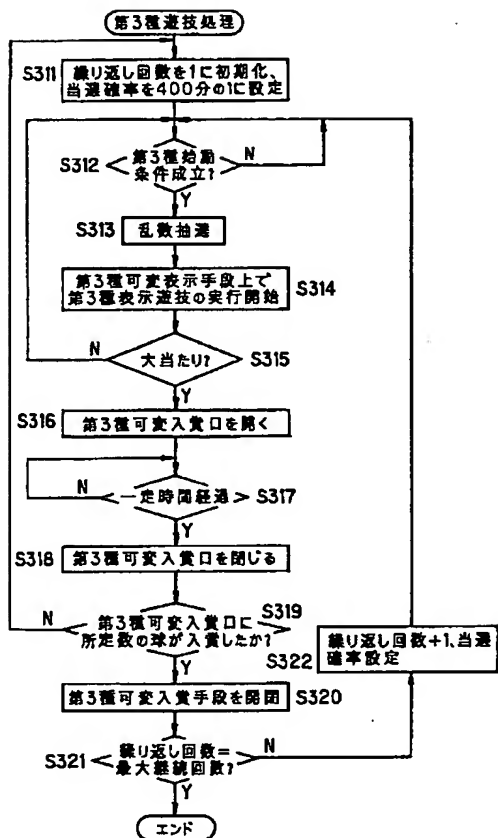 第3種遊技処理
S311
繰り返し回数を1に初期化、
当選確率を400分の1に設定
S312
第3種始動
条件成立?
N
Y
S313
乱数抽選
第3種可変表示手段上で
第3種表示遊技の実行開始
S314
N
大当たり?
S315
Y
S316
第3種可変入賞口を開く
N
一定時間経過
S317
Y
S318
第3種可変入賞口を閉じる
S319
N
第3種可変入賞口に
所定数の球が入賞したか?
Y
S322
繰り返し回数+1、当選
確率設定
第3種可変入賞手段を開閉
S320
S321
繰り返し回数=
最大継続回数?
N
Y
エンド